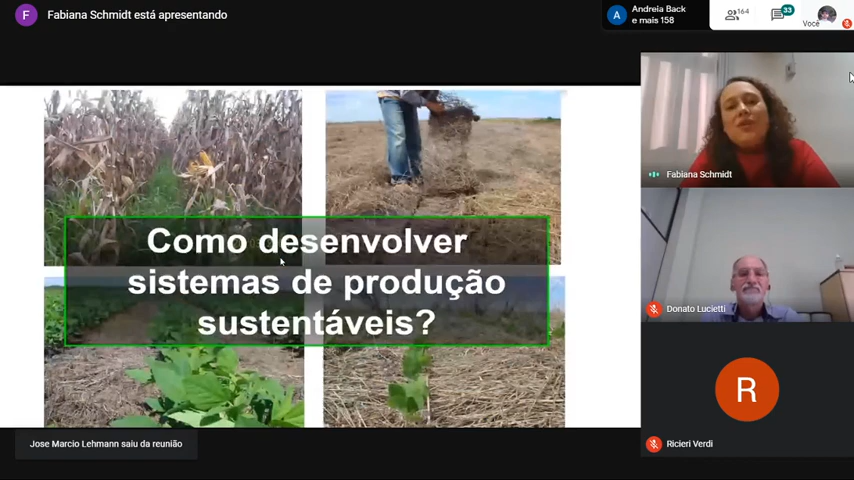 F
Fabiana Schmidt está apresentando
A
Andreia Back
e mais 158
164
33
Você
Fabiana Schmidt
Como desenvolver
sistemas de produção
sustentáveis?
Donato Lucietti
R
Ricieri Verdi
Jose Marcio Lehmann saiu da reunião